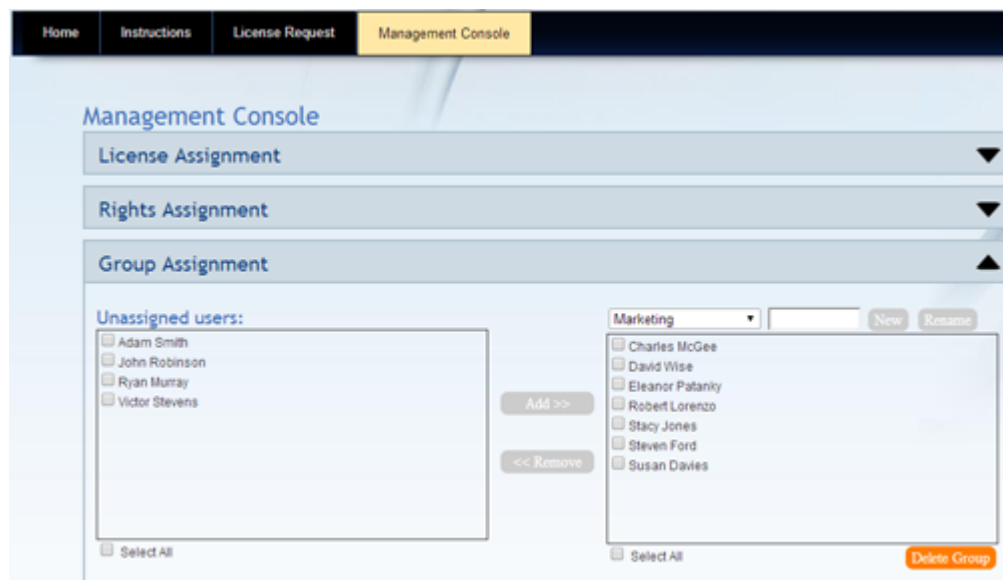 Home Instructions License Request Management Console
Management Console
License Assignment
Rights Assignment
Group Assignment
Unassigned users:
Adam Smith
John Robinson
Ryan Murray
Victor Stevens
Select All
Add >>
<< Remove
Marketing New Rename
Charles McGee
David Wise
Eleanor Patanky
Robert Lorenzo
Stacy Jones
Steven Ford
Susan Davies
Select All Delete Group